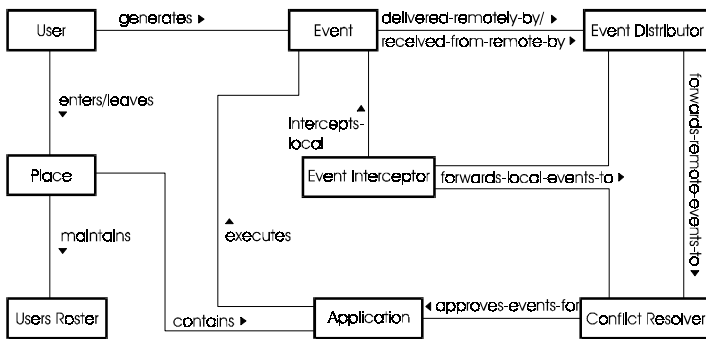 generates ▸
delivered-remotely-by/
User
Event
Event Distributor
received-from-remote-by ▸
enters/leaves
Intercepts-
local
forwards-remote-events-to ▸
Place
Event Interceptor
forwards-local-events-to ▸
maintains
executes
Users Roster
contains ▸
Application
◂ approves-events-for
Conflict Resolver